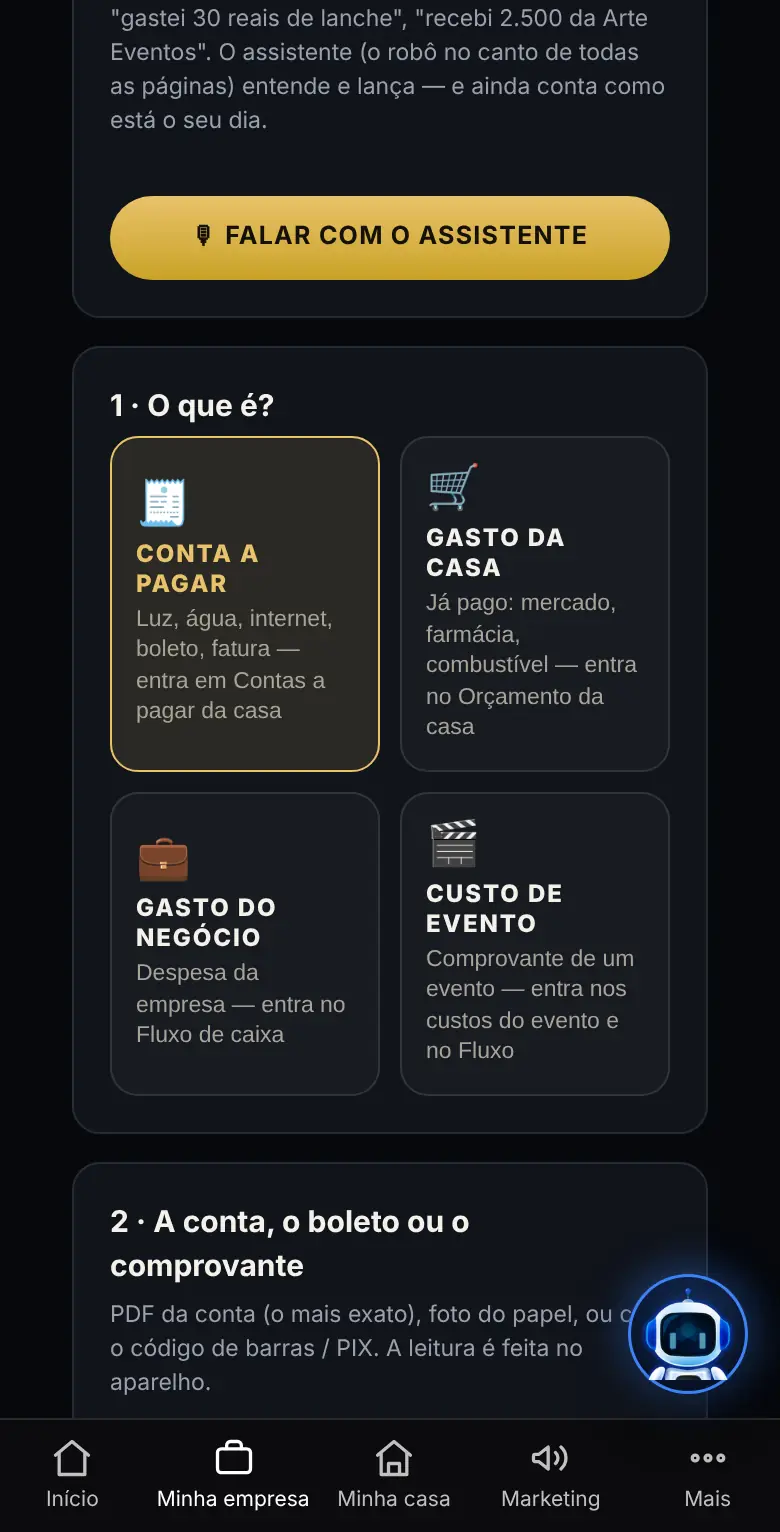 "gastei 30 reais de lanche", "recebi 2.500 da Arte
Eventos". O assistente (o robô no canto de todas
as páginas) entende e lança — e ainda conta como
está o seu dia.
FALAR COM O ASSISTENTE
1 · O que é?
CONTA A
PAGAR
Luz, água, internet,
boleto, fatura —
entra em Contas a
pagar da casa
GASTO DA
CASA
Já pago: mercado,
farmácia,
combustível — entra
no Orçamento da
casa
GASTO DO
NEGÓCIO
Despesa da
empresa — entra no
Fluxo de caixa
CUSTO DE
EVENTO
Comprovante de um
evento — entra nos
custos do evento e
no Fluxo
2 · A conta, o boleto ou o
comprovante
PDF da conta (o mais exato), foto do papel, ou
o código de barras / PIX. A leitura é feita no
aparelho.
Início
Minha empresa
Minha casa
Marketing
Mais